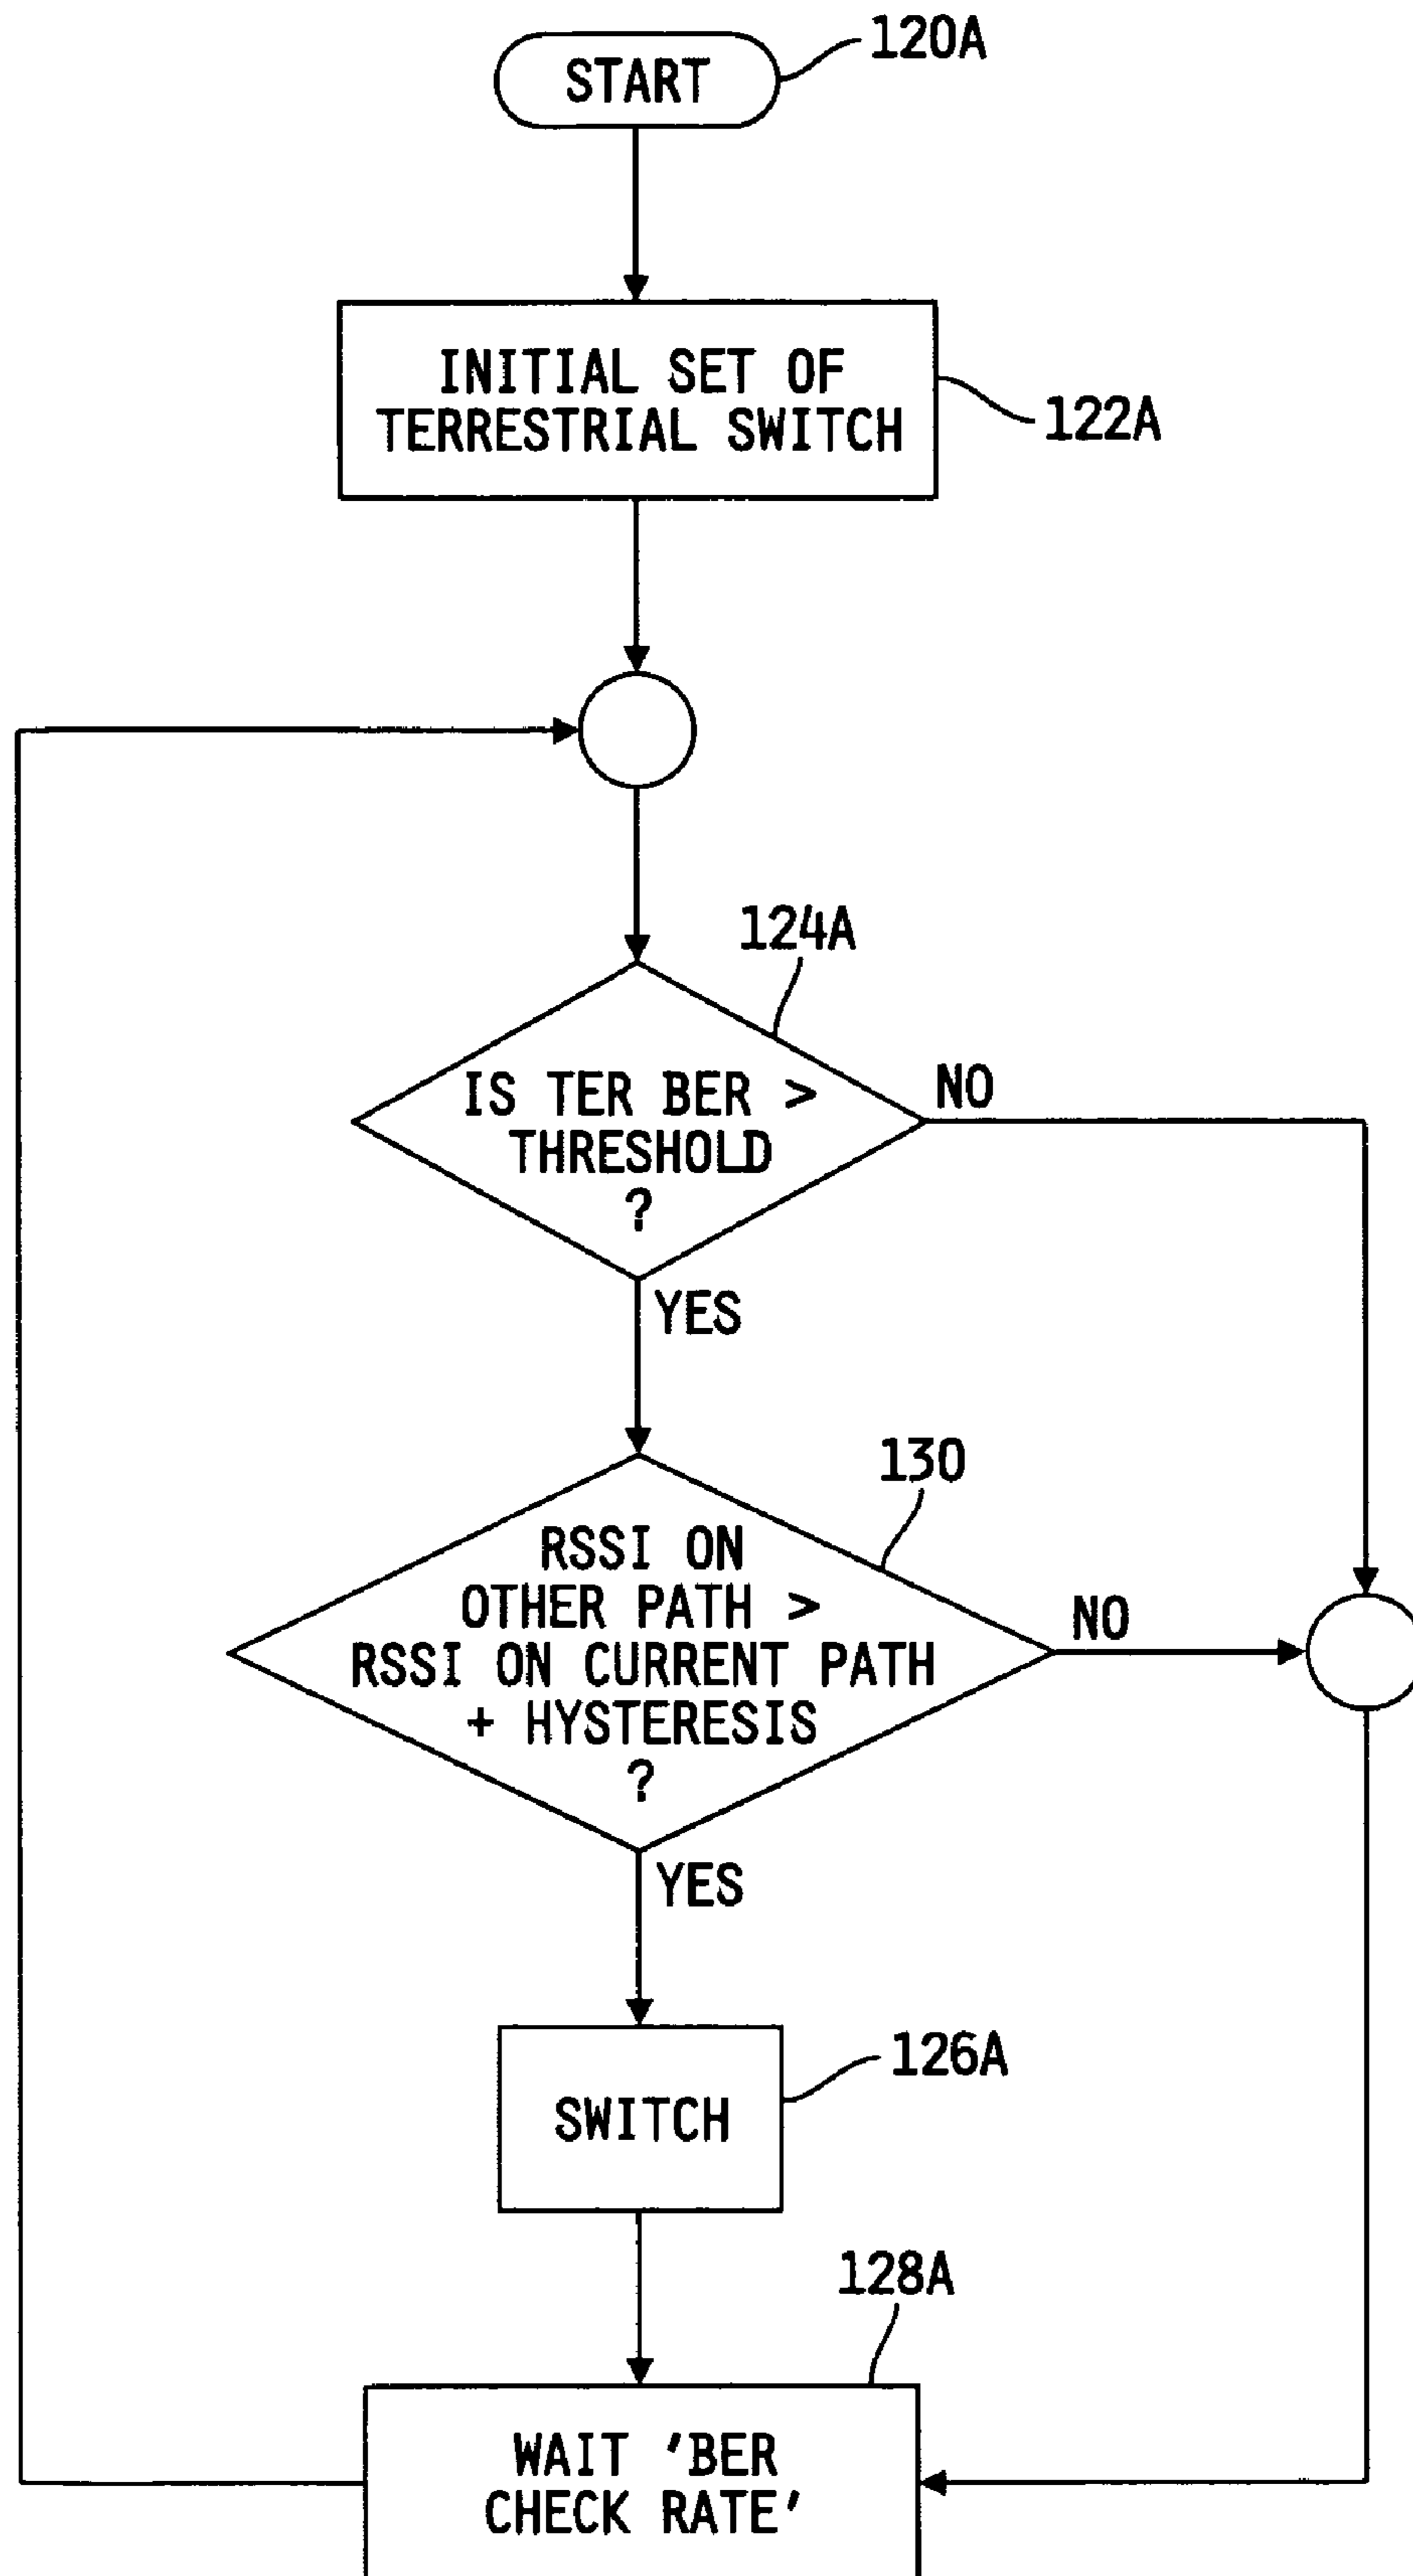 START
120A
INITIAL SET OF
TERRESTRIAL SWITCH
122A
124A
IS TER BER >
THRESHOLD
?
NO
YES
130
RSSI ON
OTHER PATH >
RSSI ON CURRENT PATH
+ HYSTERESIS
?
NO
YES
126A
SWITCH
128A
WAIT 'BER
CHECK RATE'